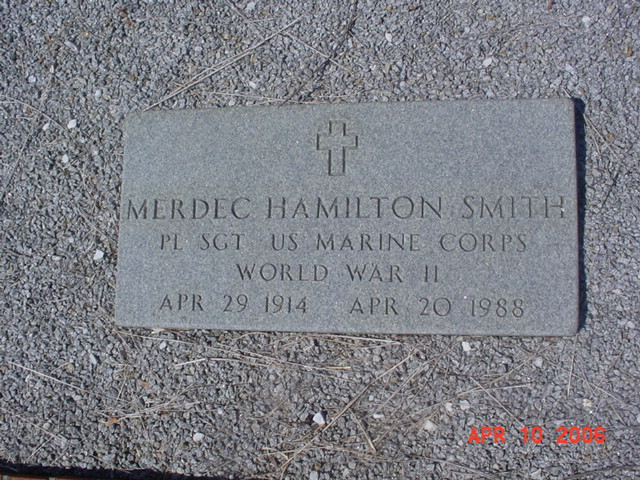 MERDEC HAMILTON SMITH
PL SGT US MARINE CORPS
WORLD WAR II
APR 29 1914 APR 20 1988
APR 10 2006